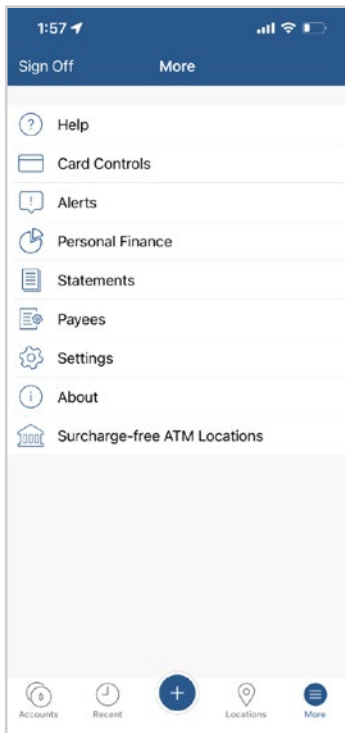 1:57
Sign Off More
Help
Card Controls
Alerts
Personal Finance
Statements
Payees
Settings
About
Surcharge-free ATM Locations
Accounts Recent Locations More